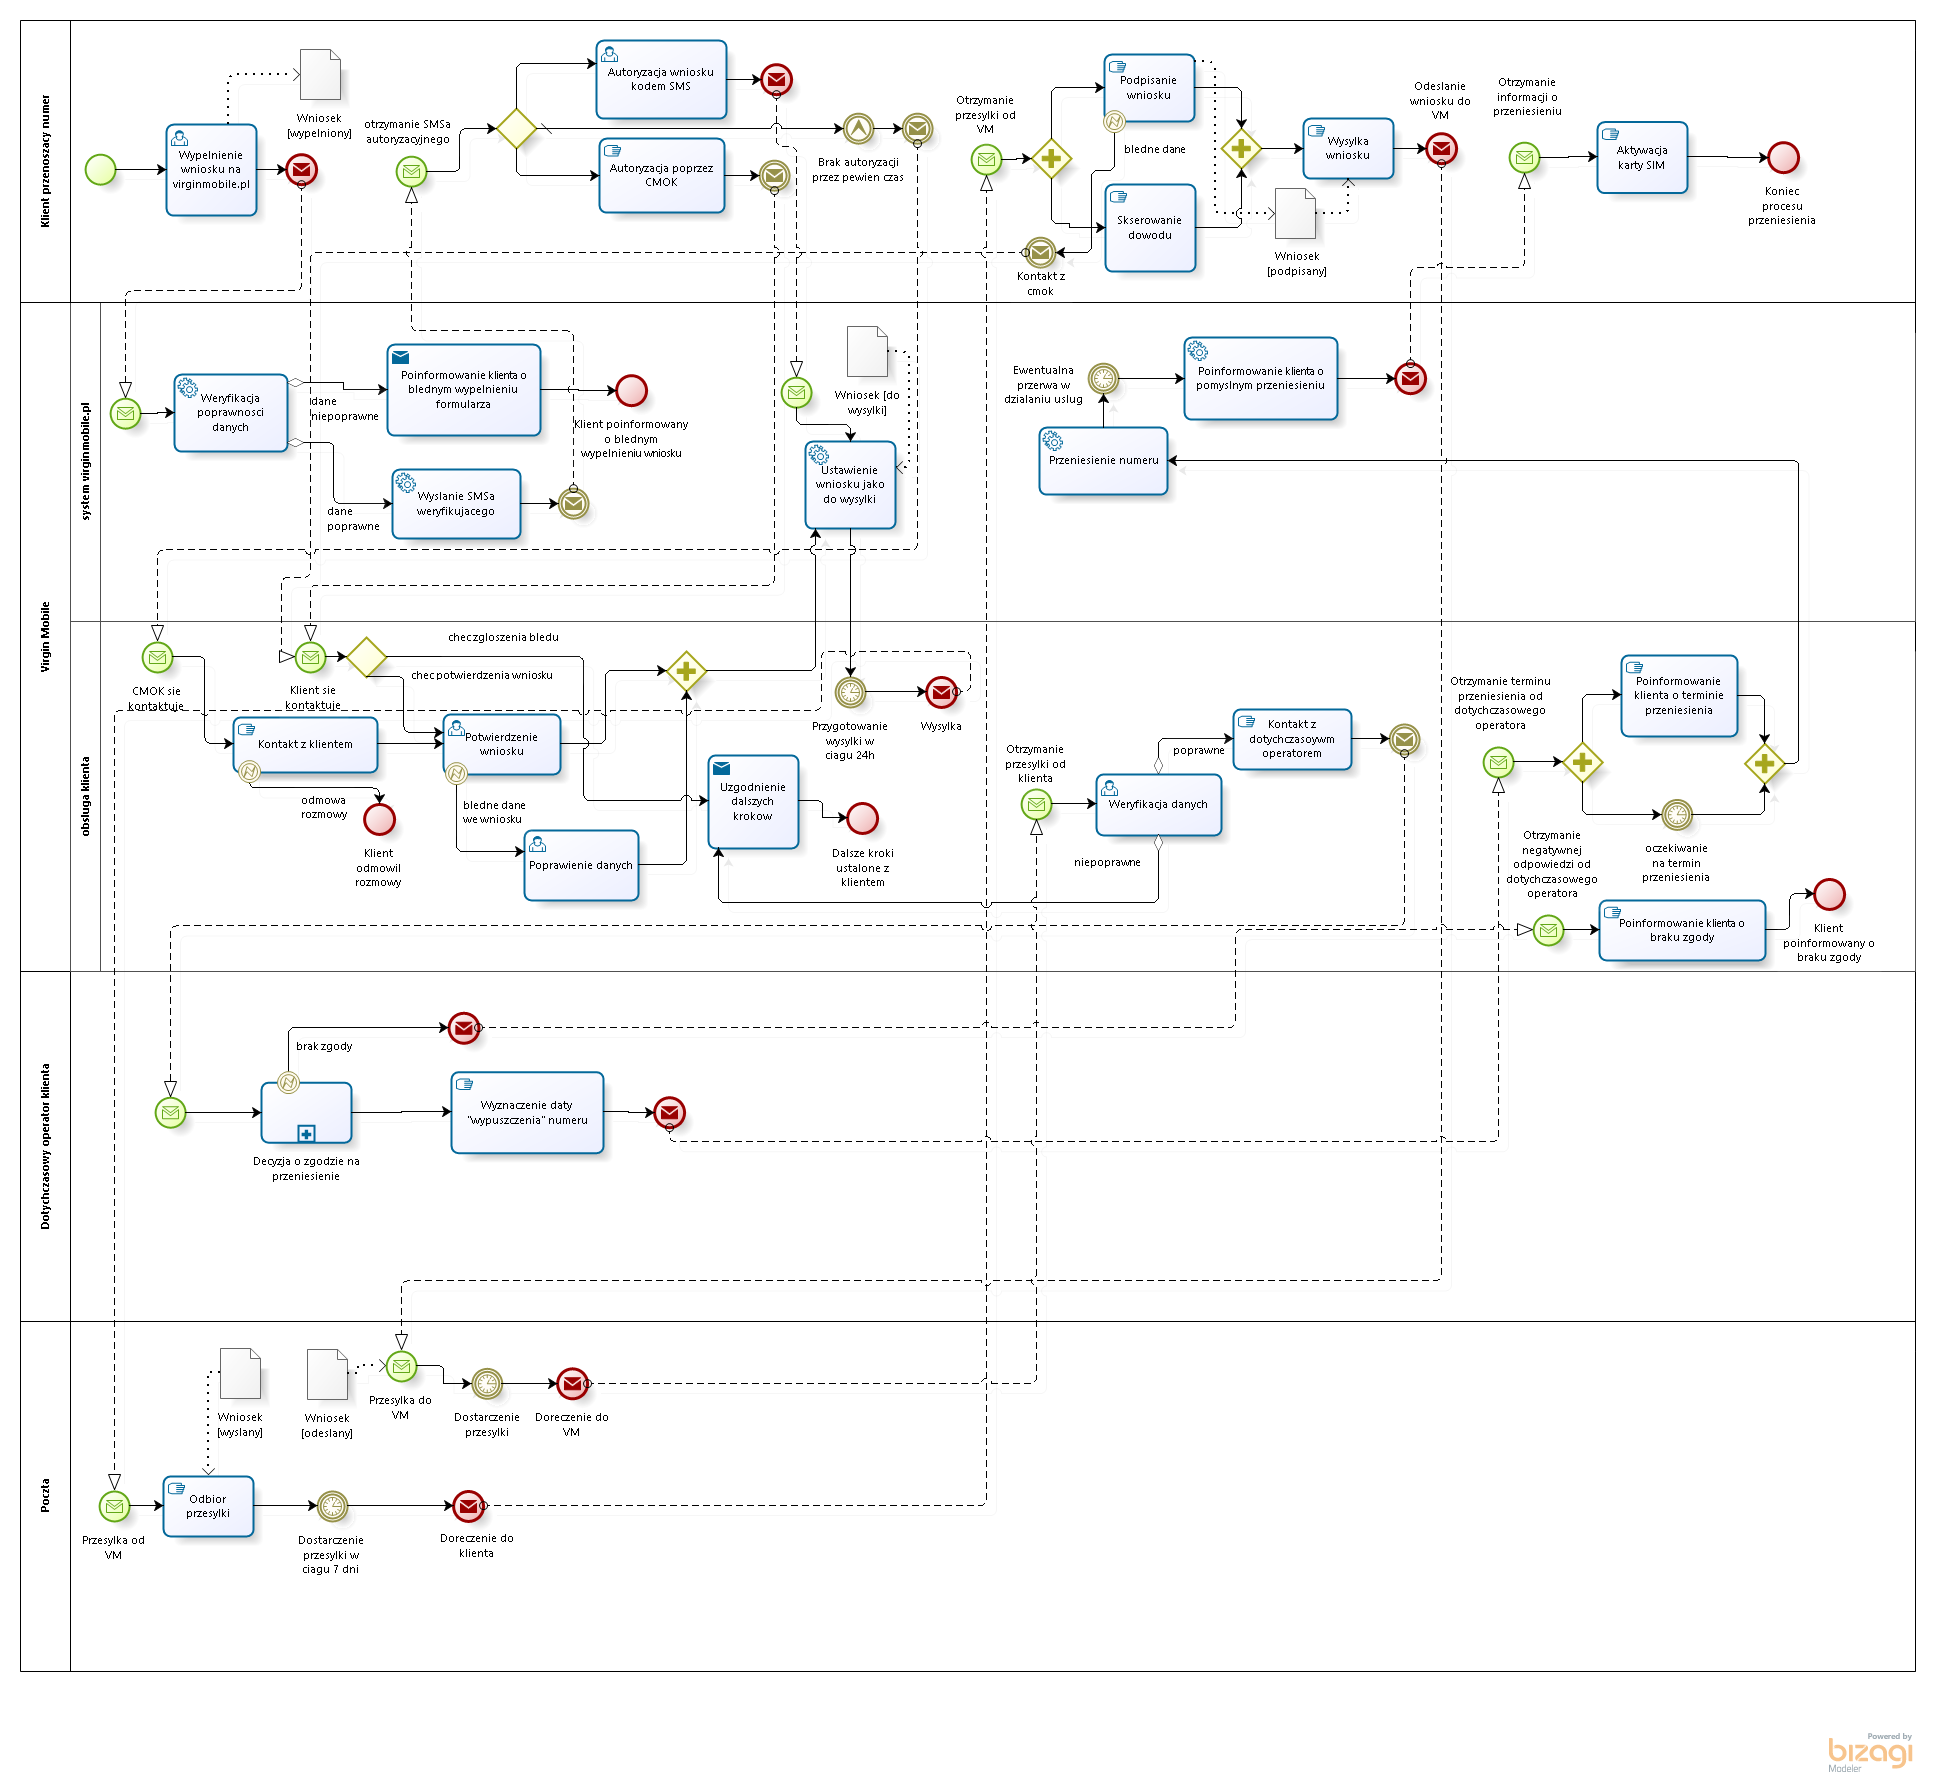 Klient przenoszacy numer
Wniosek
[wypelniony]
Wypelnienie
wniosku na
virginmobile.pl
otrzymanie SMSa
autoryzacyjnego
Autoryzacja wniosku
kodem SMS
Autoryzacja poprzez
CMOK
Brak autoryzacji
przez pewien czas
Otrzymanie
przesylki od
VM
Podpisanie
wniosku
bledne dane
Skserowanie
dowodu
Kontakt z
cmok
Wniosek
[podpisany]
Wysylka
wniosku
Odeslanie
wniosku do
VM
Otrzymanie
informacji o
przeniesieniu
Aktywacja
karty SIM
Koniec
procesu
przeniesienia
Virgin Mobile
system virginmobile.pl
Weryfikacja
poprawnosci
danych
dane
niepoprawne
dane
poprawne
Poinformowanie klienta o
blednym wypelnieniu
formularza
Klient poinformowany
o blednym
wypelnieniu wniosku
Wyslanie SMSa
weryfikujacego
Wniosek [do
wysylki]
Ustawienie
wniosku jako
do wysylki
Ewentualna
przerwa w
dzialaniu uslug
Poinformowanie klienta o
pomyslnym przeniesieniu
Przeniesienie numeru
obsluga klienta
CMOK sie
kontaktuje
Klient sie
kontaktuje
chec zgloszenia bledu
chec potwierdzenia wniosku
Kontakt z klientem
odmowa
rozmowy
Klient
odmowil
rozmowy
Potwierdzenie
wniosku
bledne dane
we wniosku
Poprawienie danych
Uzgodnienie
dalszych
krokow
Dalsze kroki
ustalone z
klientem
Przygotowanie
wysylki w
ciagu 24h
Wysylka
Otrzymanie
przesylki od
klienta
Weryfikacja danych
poprawne
niepoprawne
Kontakt z
dotychczasoywm
operatorem
Otrzymanie terminu
przeniesienia od
dotychczasowego
operatora
Poinformowanie
klienta o terminie
przeniesienia
oczekiwanie
na termin
przeniesienia
Otrzymanie
negatywnej
odpowiedzi od
dotychczasowego
operatora
Poinformowanie klienta o
braku zgody
Klient
poinformowany o
braku zgody
Dotychczasowy operator klienta
brak zgody
Decyzja o zgodzie na
przeniesienie
Wyznaczenie daty
"wypuszczenia" numeru
Poczta
Wniosek
[wyslany]
Wniosek
[odeslany]
Przesylka do
VM
Dostarczenie
przesylki
Doreczenie do
VM
Przesylka od
VM
Odbior
przesylki
Dostarczenie
przesylki w
ciagu 7 dni
Doreczenie do
klienta
Powered by
bizagi
Modeler